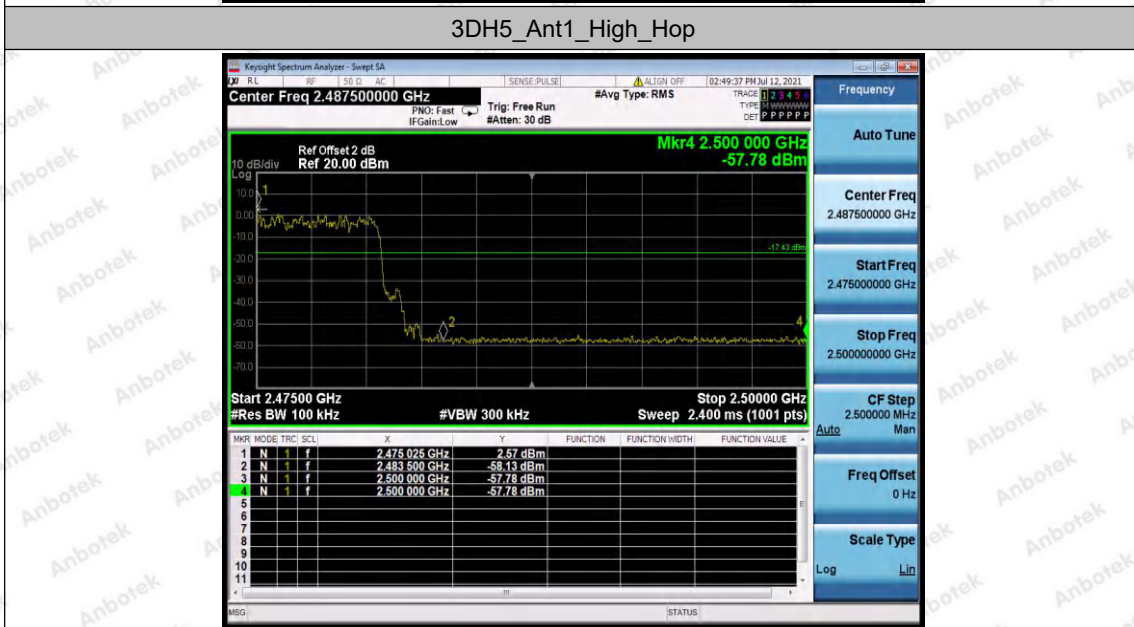 3DH5_Ant1_High_Hop
Keysight Spectrum Analyzer - Swept SA
RL RF 50 Ω AC SENSE:PULSE ALIGN OFF 02:49:37 PM Jul 12, 2021
Center Freq 2.487500000 GHz
PNO: Fast
IFGain:Low
Trig: Free Run
#Atten: 30 dB
#Avg Type: RMS
TRACE 1 2 3 4 5 6
TYPE M W W W W W
DET P P P P P P
Ref Offset 2 dB
10 dB/div Ref 20.00 dBm
Log
Mkr4 2.500 000 GHz
-57.78 dBm
10.0
0.00
-10.0
-20.0
-30.0
-40.0
-50.0
-60.0
-70.0
1
2
4
-17.43 dBm
Start 2.47500 GHz Stop 2.50000 GHz
#Res BW 100 kHz #VBW 300 kHz Sweep 2.400 ms (1001 pts)
MKR MODE TRC SCL X Y FUNCTION FUNCTION WIDTH FUNCTION VALUE
1 N 1 f 2.475 025 GHz 2.57 dBm
2 N 1 f 2.483 500 GHz -58.13 dBm
3 N 1 f 2.500 000 GHz -57.78 dBm
4 N 1 f 2.500 000 GHz -57.78 dBm
5
6
7
8
9
10
11
MSG STATUS
Frequency
Auto Tune
Center Freq
2.487500000 GHz
Start Freq
2.475000000 GHz
Stop Freq
2.500000000 GHz
CF Step
2.500000 MHz
Auto Man
Freq Offset
0 Hz
Scale Type
Log Lin
Anbotek